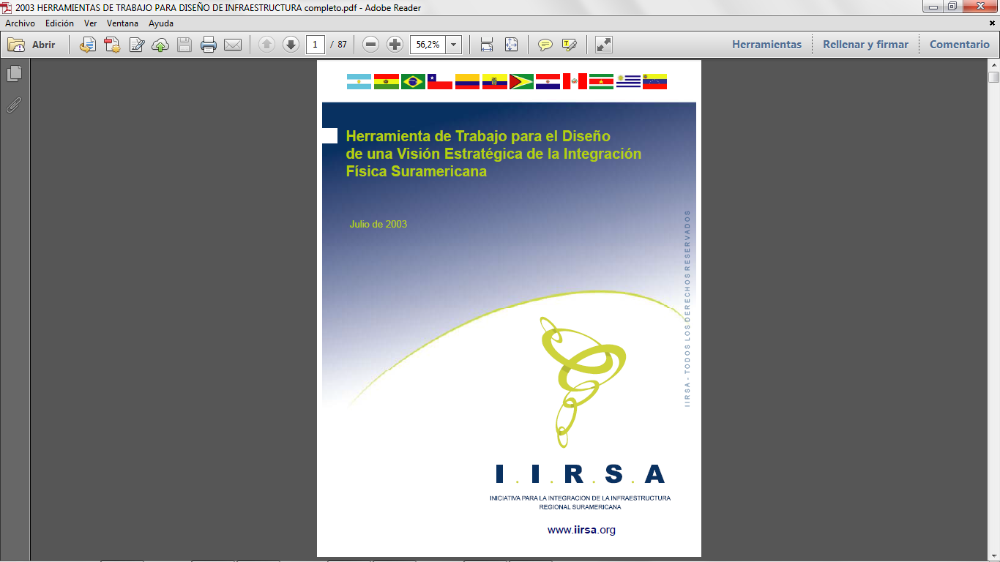 2003 HERRAMIENTAS DE TRABAJO PARA DISEÑO DE INFRAESTRUCTURA completo.pdf - Adobe Reader
Archivo Edición Ver Ventana Ayuda
Abrir 1 / 87 56,2% Herramientas Rellenar y firmar Comentario
Herramienta de Trabajo para el Diseño
de una Visión Estratégica de la Integración
Física Suramericana
Julio de 2003
IIRSA - TODOS LOS DERECHOS RESERVADOS
I . I . R . S . A
INICIATIVA PARA LA INTEGRACION DE LA INFRAESTRUCTURA
REGIONAL SURAMERICANA
www.iirsa.org